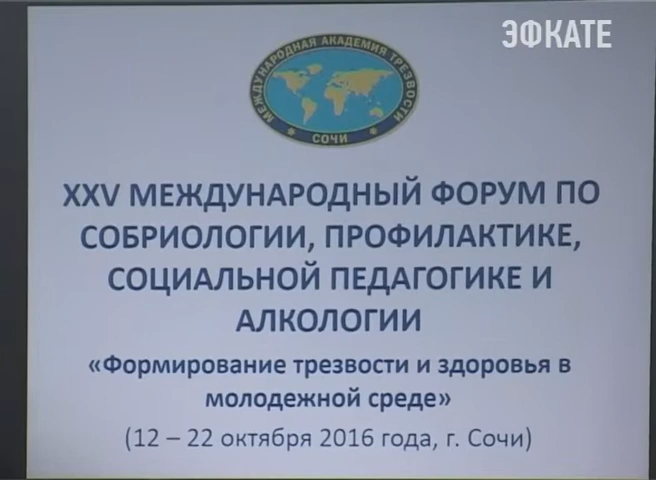 ЭФКАТЕ
МЕЖДУНАРОДНАЯ АКАДЕМИЯ ТРЕЗВОСТИ
СОЧИ
XXV МЕЖДУНАРОДНЫЙ ФОРУМ ПО
СОБРИОЛОГИИ, ПРОФИЛАКТИКЕ,
СОЦИАЛЬНОЙ ПЕДАГОГИКЕ И
АЛКОЛОГИИ
«Формирование трезвости и здоровья в
молодежной среде»
(12 – 22 октября 2016 года, г. Сочи)